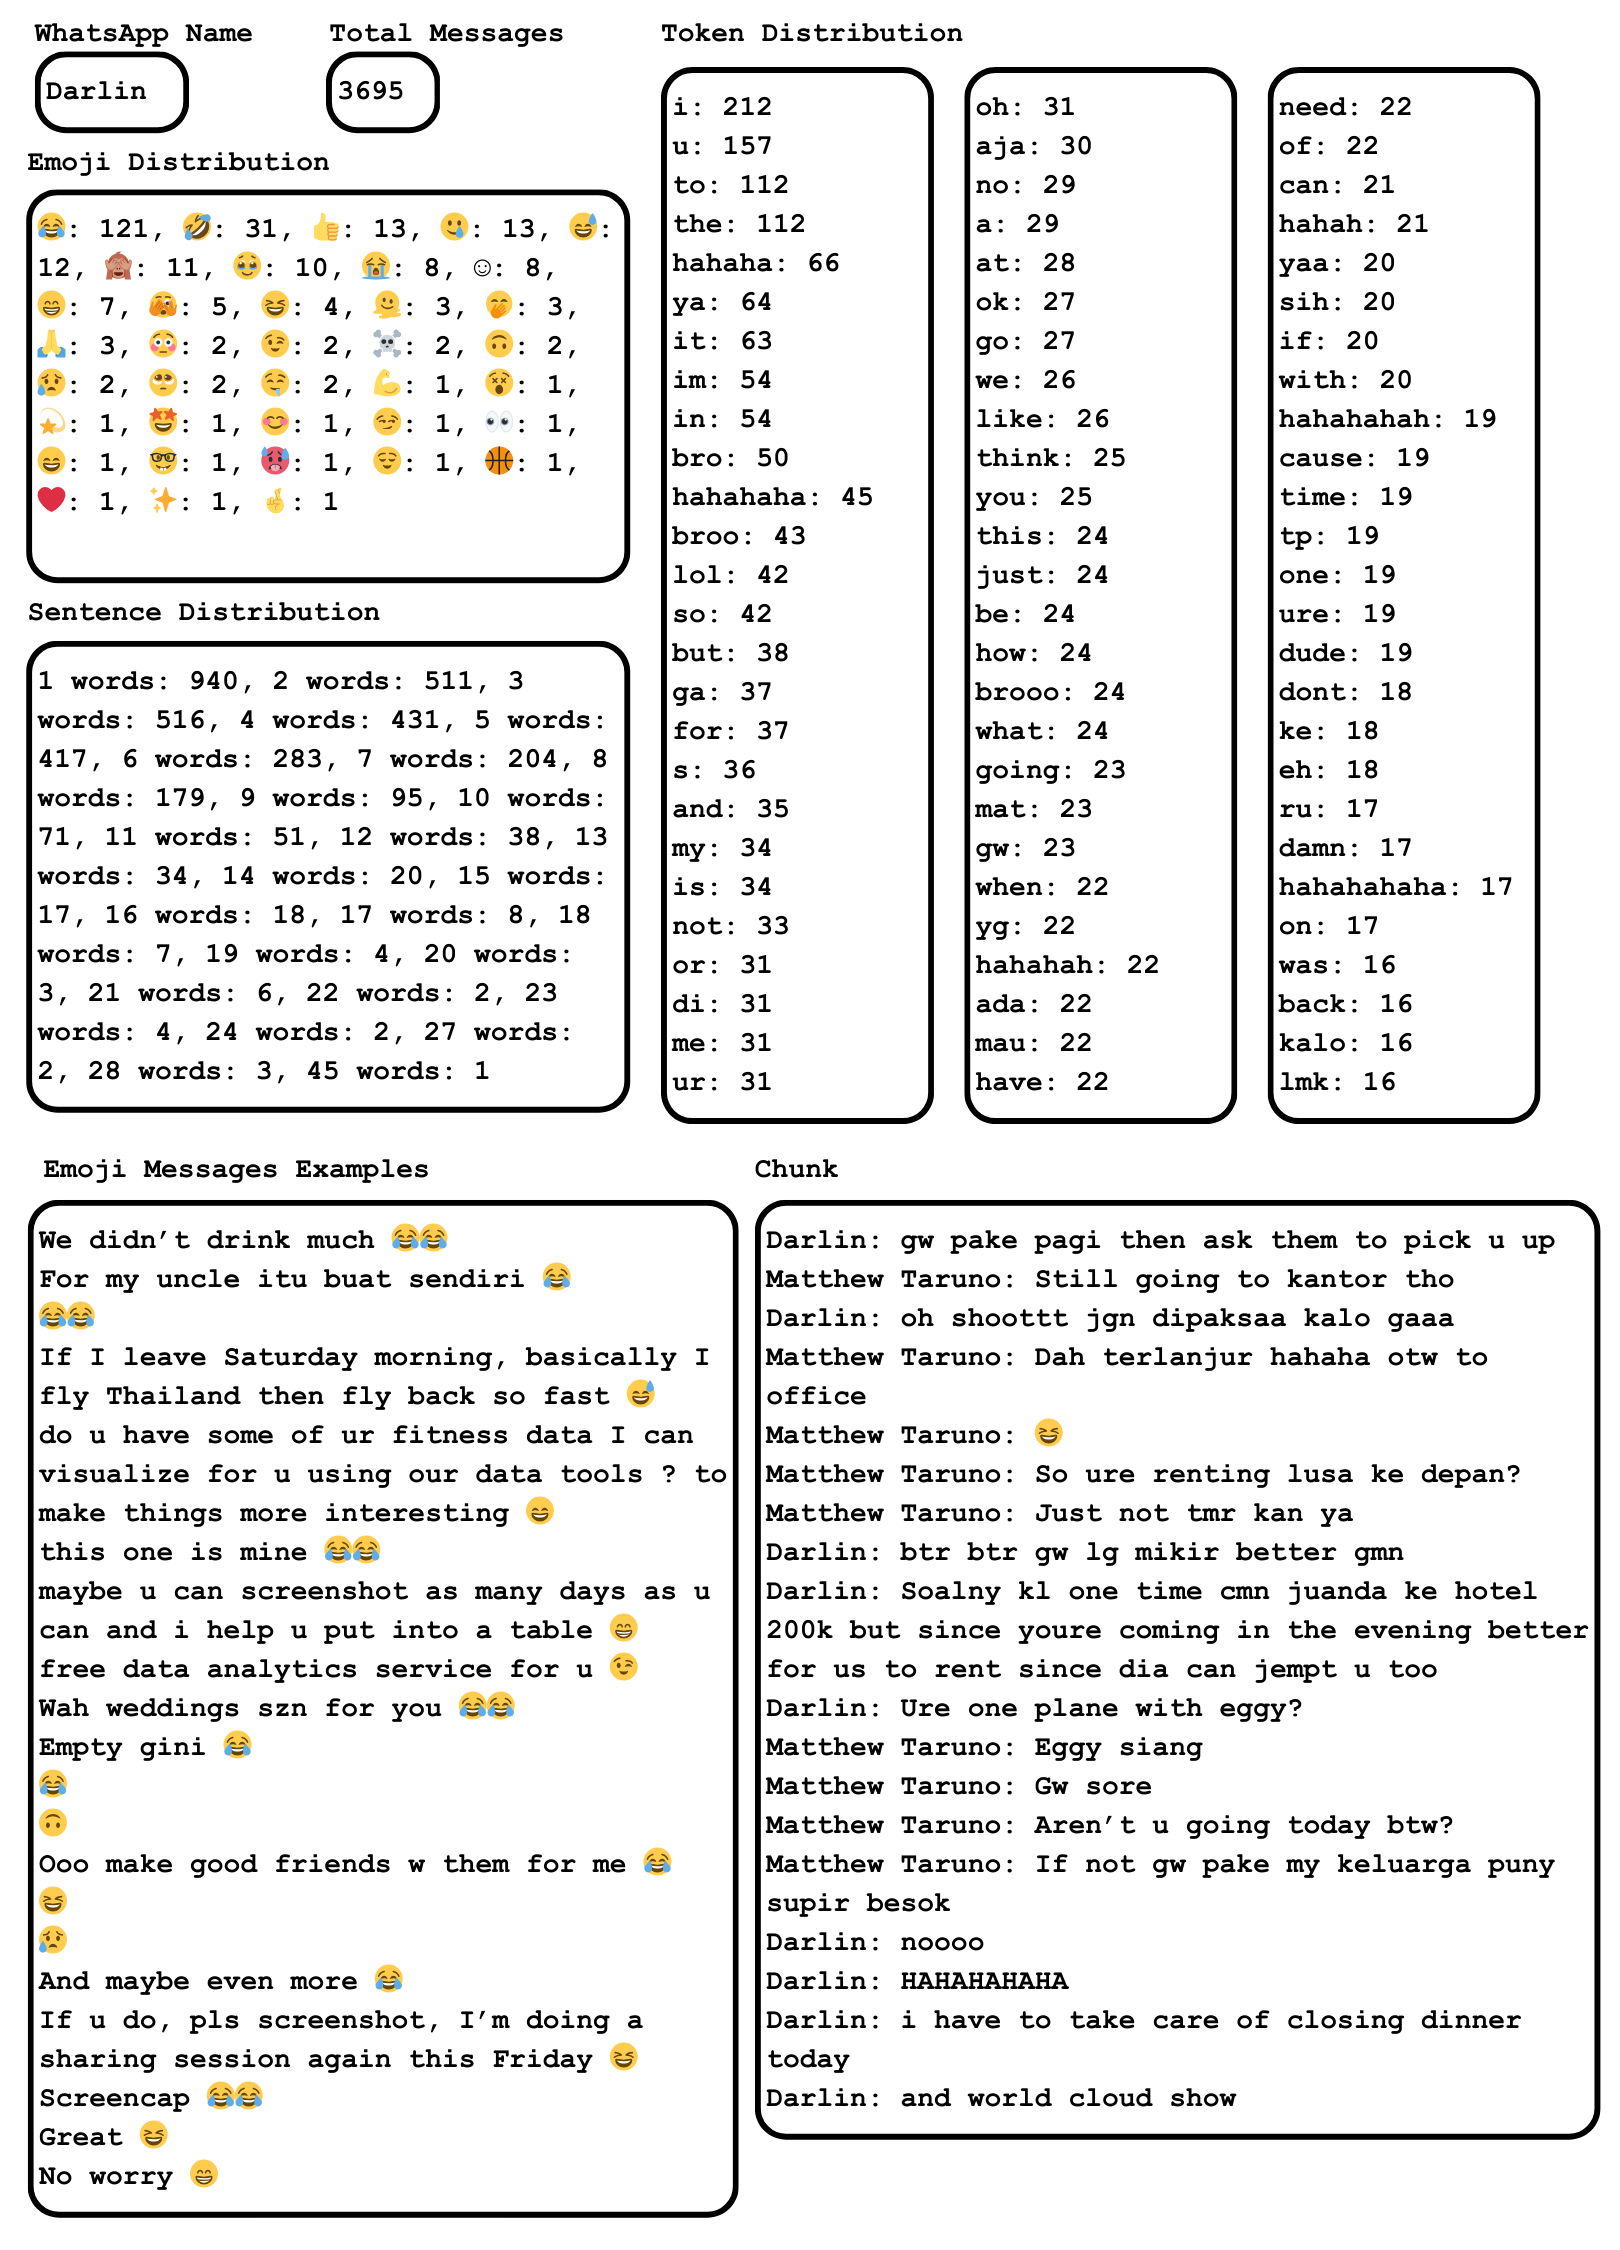 WhatsApp Name
Darlin
Total Messages
3695
Emoji Distribution
😂: 121, 🤣: 31, 👍: 13, 🥲: 13, 😅:
12, 🙈: 11, 🥹: 10, 😭: 8, ☺: 8,
😁: 7, 🫣: 5, 😆: 4, 🫠: 3, 🤭: 3,
🙏: 3, 😳: 2, 😉: 2, ☠️: 2, 🙃: 2,
😥: 2, 🥺: 2, 🤤: 2, 💪: 1, 😵: 1,
💫: 1, 🤩: 1, 😊: 1, 😏: 1, 👀: 1,
😄: 1, 🤓: 1, 🥵: 1, 😌: 1, 🏀: 1,
❤️: 1, ✨: 1, 🤞: 1
Sentence Distribution
1 words: 940, 2 words: 511, 3
words: 516, 4 words: 431, 5 words:
417, 6 words: 283, 7 words: 204, 8
words: 179, 9 words: 95, 10 words:
71, 11 words: 51, 12 words: 38, 13
words: 34, 14 words: 20, 15 words:
17, 16 words: 18, 17 words: 8, 18
words: 7, 19 words: 4, 20 words:
3, 21 words: 6, 22 words: 2, 23
words: 4, 24 words: 2, 27 words:
2, 28 words: 3, 45 words: 1
Token Distribution
i: 212
u: 157
to: 112
the: 112
hahaha: 66
ya: 64
it: 63
im: 54
in: 54
bro: 50
hahahaha: 45
broo: 43
lol: 42
so: 42
but: 38
ga: 37
for: 37
s: 36
and: 35
my: 34
is: 34
not: 33
or: 31
di: 31
me: 31
ur: 31
oh: 31
aja: 30
no: 29
a: 29
at: 28
ok: 27
go: 27
we: 26
like: 26
think: 25
you: 25
this: 24
just: 24
be: 24
how: 24
brooo: 24
what: 24
going: 23
mat: 23
gw: 23
when: 22
yg: 22
hahahah: 22
ada: 22
mau: 22
have: 22
need: 22
of: 22
can: 21
hahah: 21
yaa: 20
sih: 20
if: 20
with: 20
hahahahah: 19
cause: 19
time: 19
tp: 19
one: 19
ure: 19
dude: 19
dont: 18
ke: 18
eh: 18
ru: 17
damn: 17
hahahahaha: 17
on: 17
was: 16
back: 16
kalo: 16
lmk: 16
Emoji Messages Examples
We didn’t drink much 😂😂
For my uncle itu buat sendiri 😂
😂😂
If I leave Saturday morning, basically I
fly Thailand then fly back so fast 😅
do u have some of ur fitness data I can
visualize for u using our data tools ? to
make things more interesting 😄
this one is mine 😂😂
maybe u can screenshot as many days as u
can and i help u put into a table 😁
free data analytics service for u 😉
Wah weddings szn for you 😂😂
Empty gini 😂
😂
🙃
Ooo make good friends w them for me 😂
😆
😥
And maybe even more 😂
If u do, pls screenshot, I’m doing a
sharing session again this Friday 😆
Screencap 😂😂
Great 😆
No worry 😁
Chunk
Darlin: gw pake pagi then ask them to pick u up
Matthew Taruno: Still going to kantor tho
Darlin: oh shoottt jgn dipaksaa kalo gaaa
Matthew Taruno: Dah terlanjur hahaha otw to
office
Matthew Taruno: 😆
Matthew Taruno: So ure renting lusa ke depan?
Matthew Taruno: Just not tmr kan ya
Darlin: btr btr gw lg mikir better gmn
Darlin: Soalny kl one time cmn juanda ke hotel
200k but since youre coming in the evening better
for us to rent since dia can jempt u too
Darlin: Ure one plane with eggy?
Matthew Taruno: Eggy siang
Matthew Taruno: Gw sore
Matthew Taruno: Aren’t u going today btw?
Matthew Taruno: If not gw pake my keluarga puny
supir besok
Darlin: noooo
Darlin: HAHAHAHAHA
Darlin: i have to take care of closing dinner
today
Darlin: and world cloud show